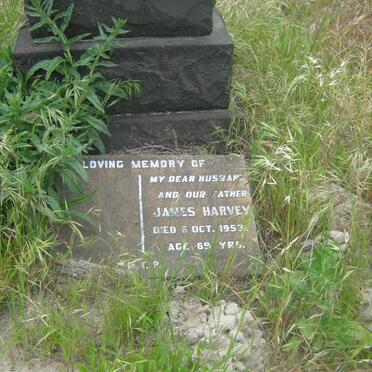 LOVING MEMORY OF
MY DEAR HUSBAND
AND OUR FATHER
JAMES HARVEY
DIED 5 OCT. 1953.
AGE. 69 YRS.
R.I.P.